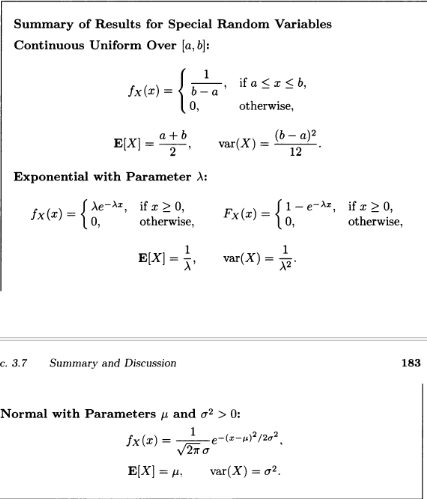 Summary of Results for Special Random Variables
Continuous Uniform Over [a, b]:
f_X(x) = { 1/(b − a), if a ≤ x ≤ b,
0, otherwise,
E[X] = (a + b)/2, var(X) = (b − a)²/12.
Exponential with Parameter λ:
f_X(x) = { λe^{−λx}, if x ≥ 0, F_X(x) = { 1 − e^{−λx}, if x ≥ 0,
0, otherwise, 0, otherwise,
E[X] = 1/λ, var(X) = 1/λ².
c. 3.7 Summary and Discussion 183
Normal with Parameters μ and σ² > 0:
f_X(x) = 1/(√2π σ) e^{−(x−μ)²/2σ²},
E[X] = μ, var(X) = σ².